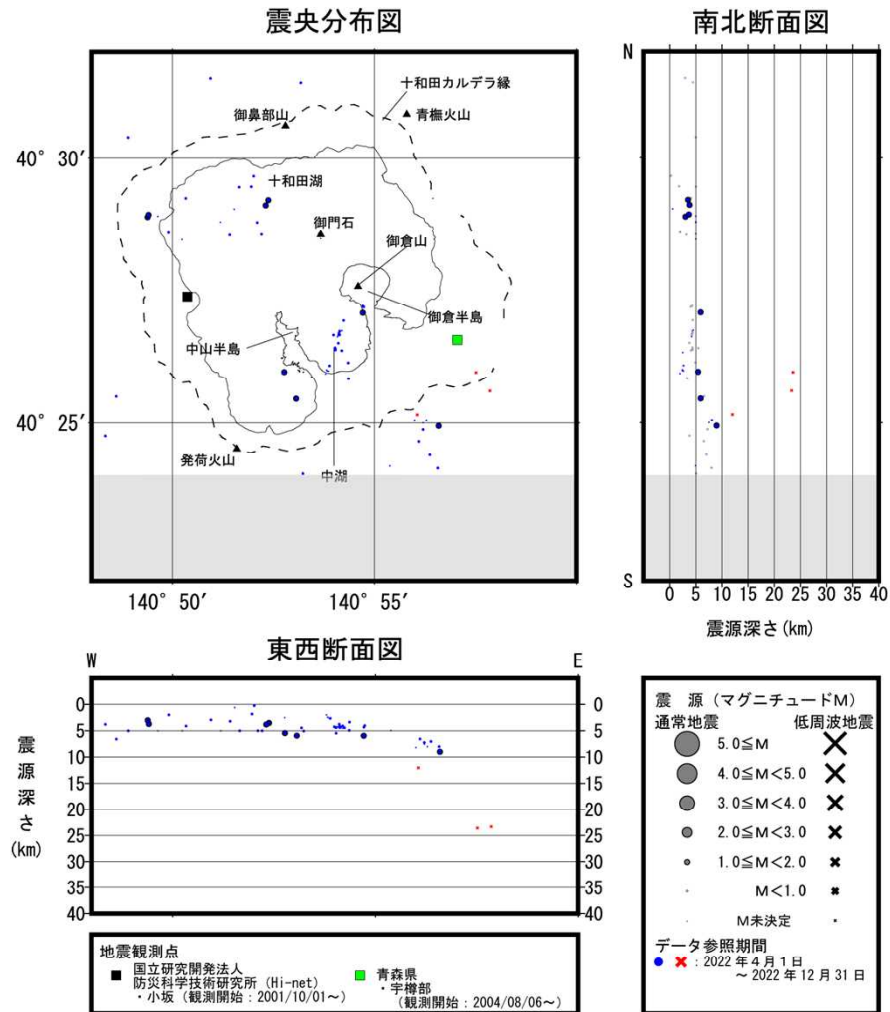 震央分布図
十和田カルデラ縁
御鼻部山
青橅火山
40° 30′
十和田湖
御門石
御倉山
御倉半島
中山半島
40° 25′
発荷火山
中湖
140° 50′
140° 55′
南北断面図
N
S
0 5 10 15 20 25 30 35 40
震源深さ(km)
東西断面図
W
E
震源深さ
(km)
0
5
10
15
20
25
30
35
40
0
5
10
15
20
25
30
35
40
地震観測点
国立研究開発法人
防災科学技術研究所 (Hi-net)
・小坂 (観測開始：2001/10/01～)
青森県
・宇樽部
(観測開始：2004/08/06～)
震 源 (マグニチュードM)
通常地震 低周波地震
5.0≦M
4.0≦M<5.0
3.0≦M<4.0
2.0≦M<3.0
1.0≦M<2.0
M<1.0
M未決定
データ参照期間
：2022 年 4 月 1 日
～ 2022 年 12 月 31 日